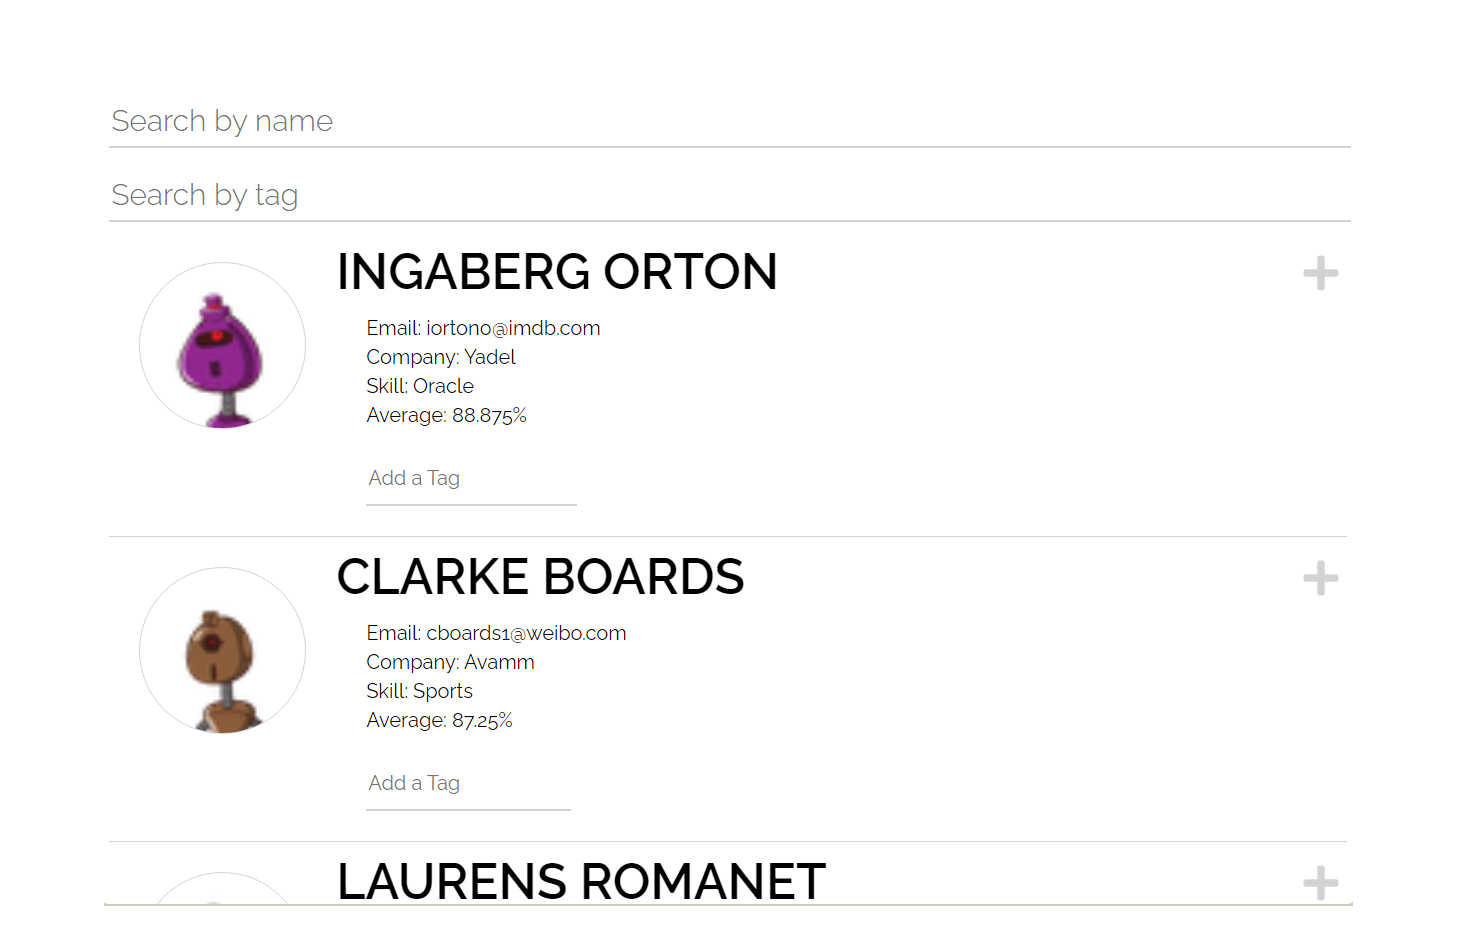 Search by name
Search by tag
INGABERG ORTON
Email: iorton0@imdb.com
Company: Yadel
Skill: Oracle
Average: 88.875%
Add a Tag
CLARKE BOARDS
Email: cboards1@weibo.com
Company: Avamm
Skill: Sports
Average: 87.25%
Add a Tag
LAURENS ROMANET